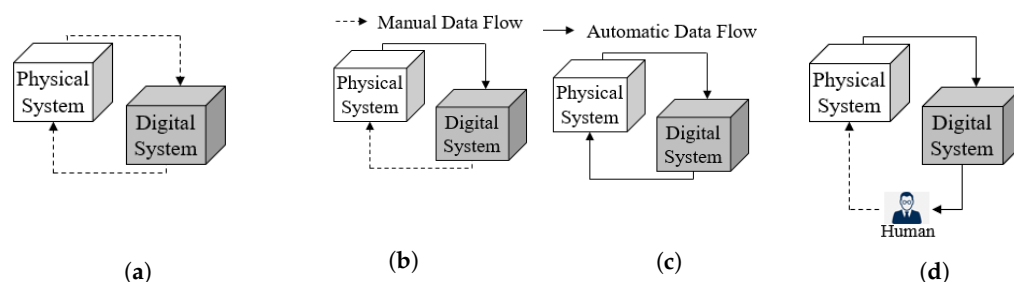 Manual Data Flow
Automatic Data Flow
Physical
System
Digital
System
Physical
System
Digital
System
Physical
System
Digital
System
Physical
System
Digital
System
Human
(a)
(b)
(c)
(d)